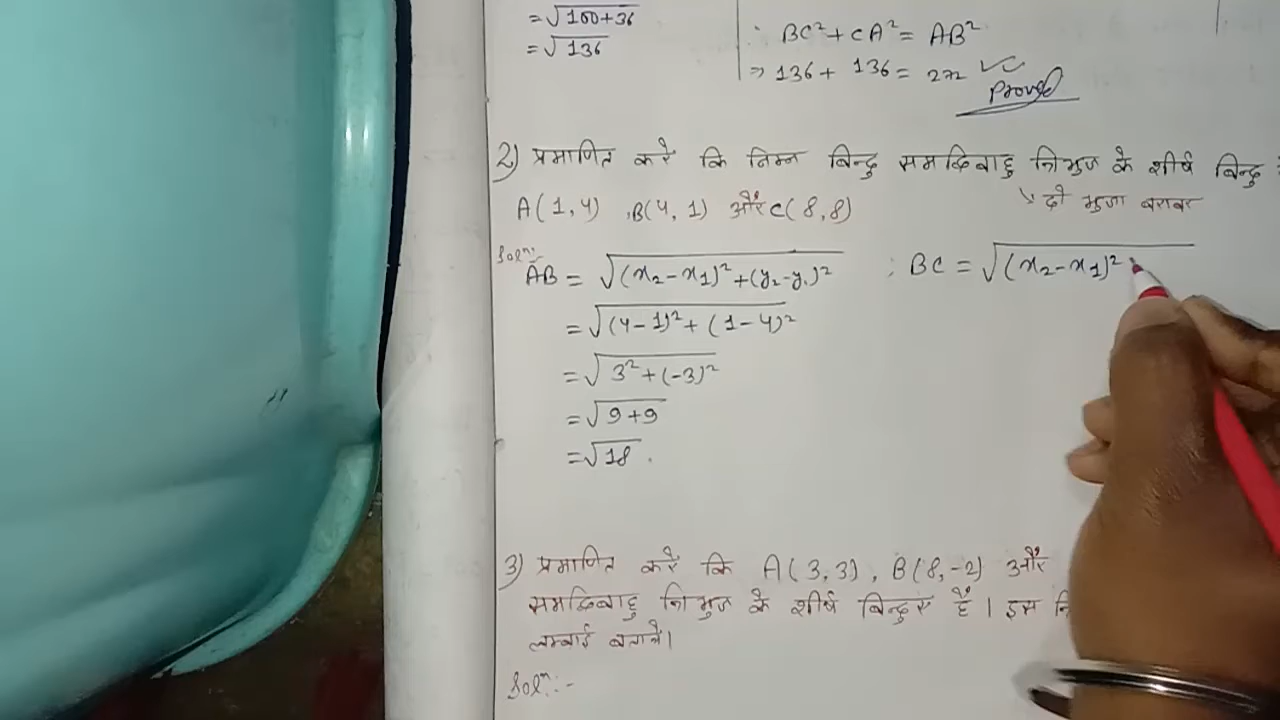 = √100+36
= √136
∴ BC² + CA² = AB²
⇒ 136 + 136 = 272
Proved
2) प्रमाणित करें कि निम्न बिन्दु समद्विबाहु त्रिभुज के शीर्ष बिन्दु
दो भुजा बराबर
A(1,4) , B(4,1) और C(8,8)
Solⁿ:-
AB = √(x₂-x₁)² + (y₂-y₁)²
= √(4-1)² + (1-4)²
= √3² + (-3)²
= √9+9
= √18 .
; BC = √(x₂-x₁)²
3) प्रमाणित करें कि A(3,3), B(8,-2) और
समद्विबाहु त्रिभुज के शीर्ष बिन्दुएं हैं । इस
लम्बाई बतावें।
Solⁿ:-